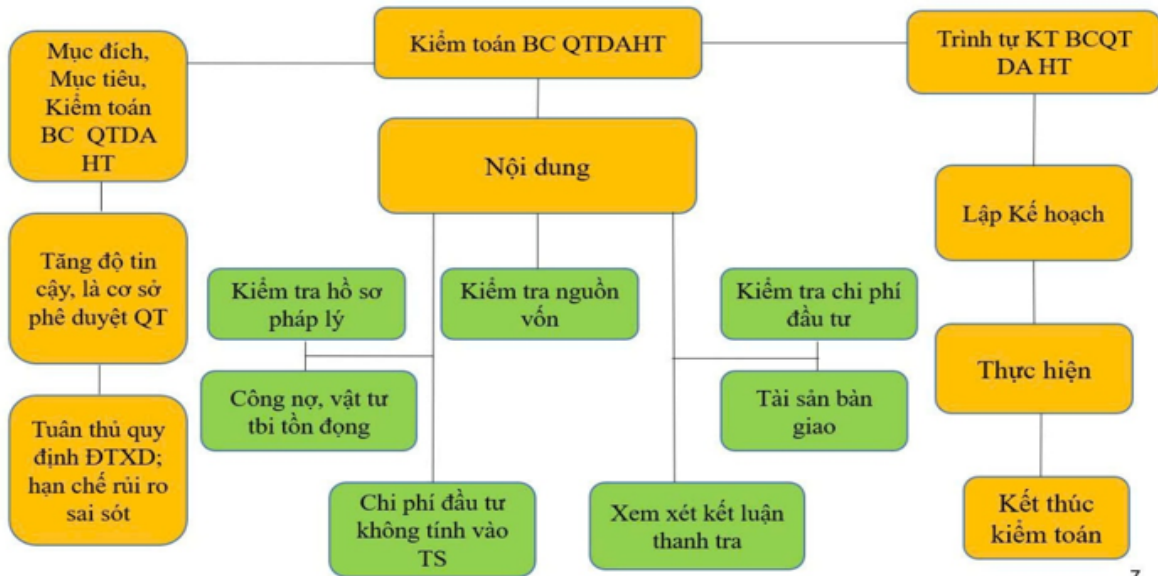 Kiểm toán BC QTDAHT
Mục đích,
Mục tiêu,
Kiểm toán
BC QTDA
HT
Trình tự KT BCQT
DA HT
Nội dung
Lập Kế hoạch
Tăng độ tin
cậy, là cơ sở
phê duyệt QT
Kiểm tra hồ sơ
pháp lý
Kiểm tra nguồn
vốn
Kiểm tra chi phí
đầu tư
Thực hiện
Công nợ, vật tư
tbi tồn đọng
Tài sản bàn
giao
Tuân thủ quy
định ĐTXD;
hạn chế rủi ro
sai sót
Chi phí đầu tư
không tính vào
TS
Xem xét kết luận
thanh tra
Kết thúc
kiểm toán
7